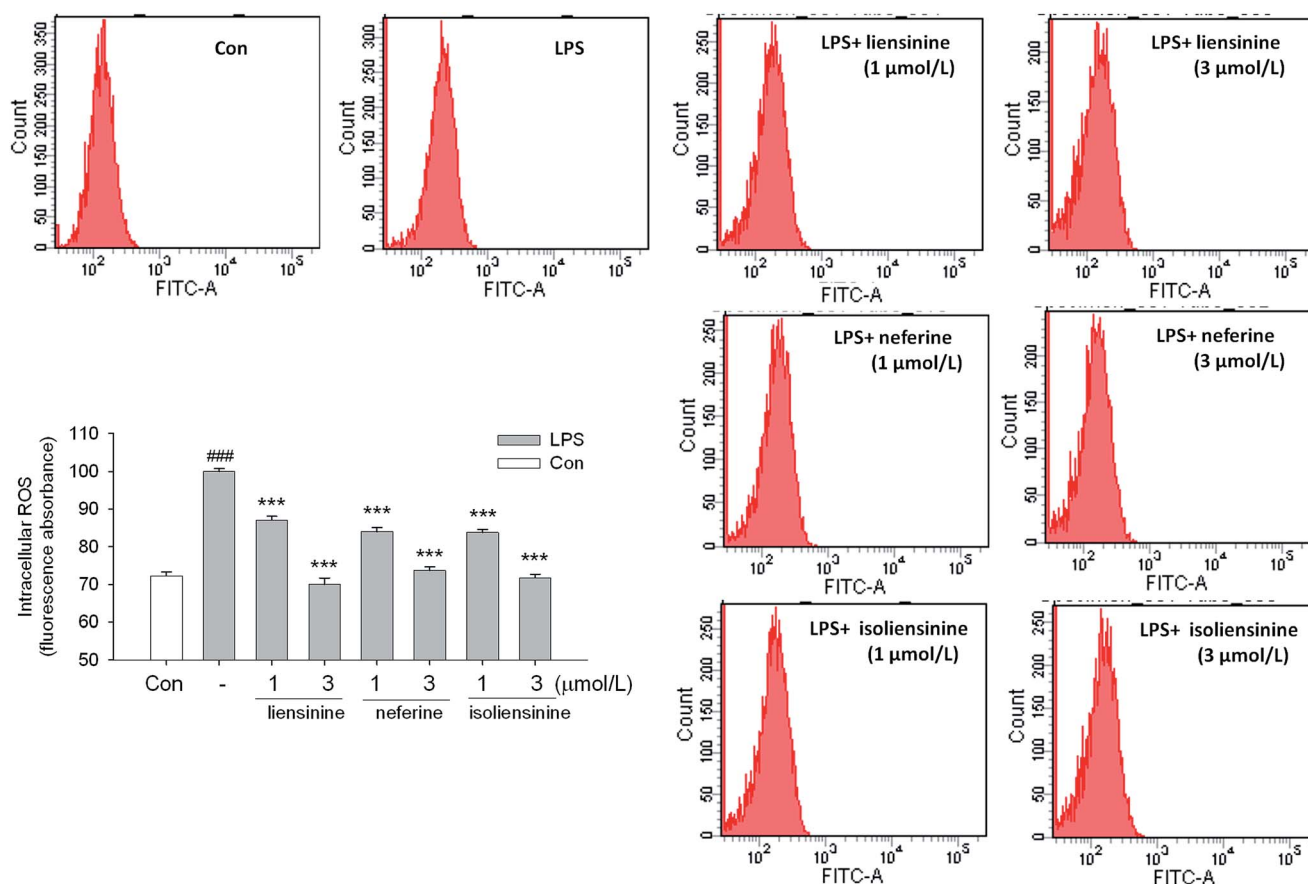 Con
Count
0 50 100 150 200 250 300 350
10² 10³ 10⁴ 10⁵
FITC-A
LPS
Count
0 50 100 150 200 250 300
10² 10³ 10⁴ 10⁵
FITC-A
LPS+ liensinine
(1 μmol/L)
Count
0 50 100 150 200 250
10² 10³ 10⁴ 10⁵
FITC-A
LPS+ liensinine
(3 μmol/L)
Count
0 50 100 150 200
10² 10³ 10⁴ 10⁵
FITC-A
LPS+ neferine
(1 μmol/L)
Count
0 50 100 150 200 250
10² 10³ 10⁴ 10⁵
FITC-A
LPS+ neferine
(3 μmol/L)
Count
0 50 100 150 200
10² 10³ 10⁴ 10⁵
FITC-A
Intracellular ROS
(fluorescence absorbance)
110
100
90
80
70
60
50
LPS
Con
###
*** *** *** *** *** ***
Con - 1 3 1 3 1 3 (μmol/L)
liensinine neferine isoliensinine
LPS+ isoliensinine
(1 μmol/L)
Count
0 50 100 150 200 250
10² 10³ 10⁴ 10⁵
FITC-A
LPS+ isoliensinine
(3 μmol/L)
Count
0 50 100 150 200 250
10² 10³ 10⁴ 10⁵
FITC-A